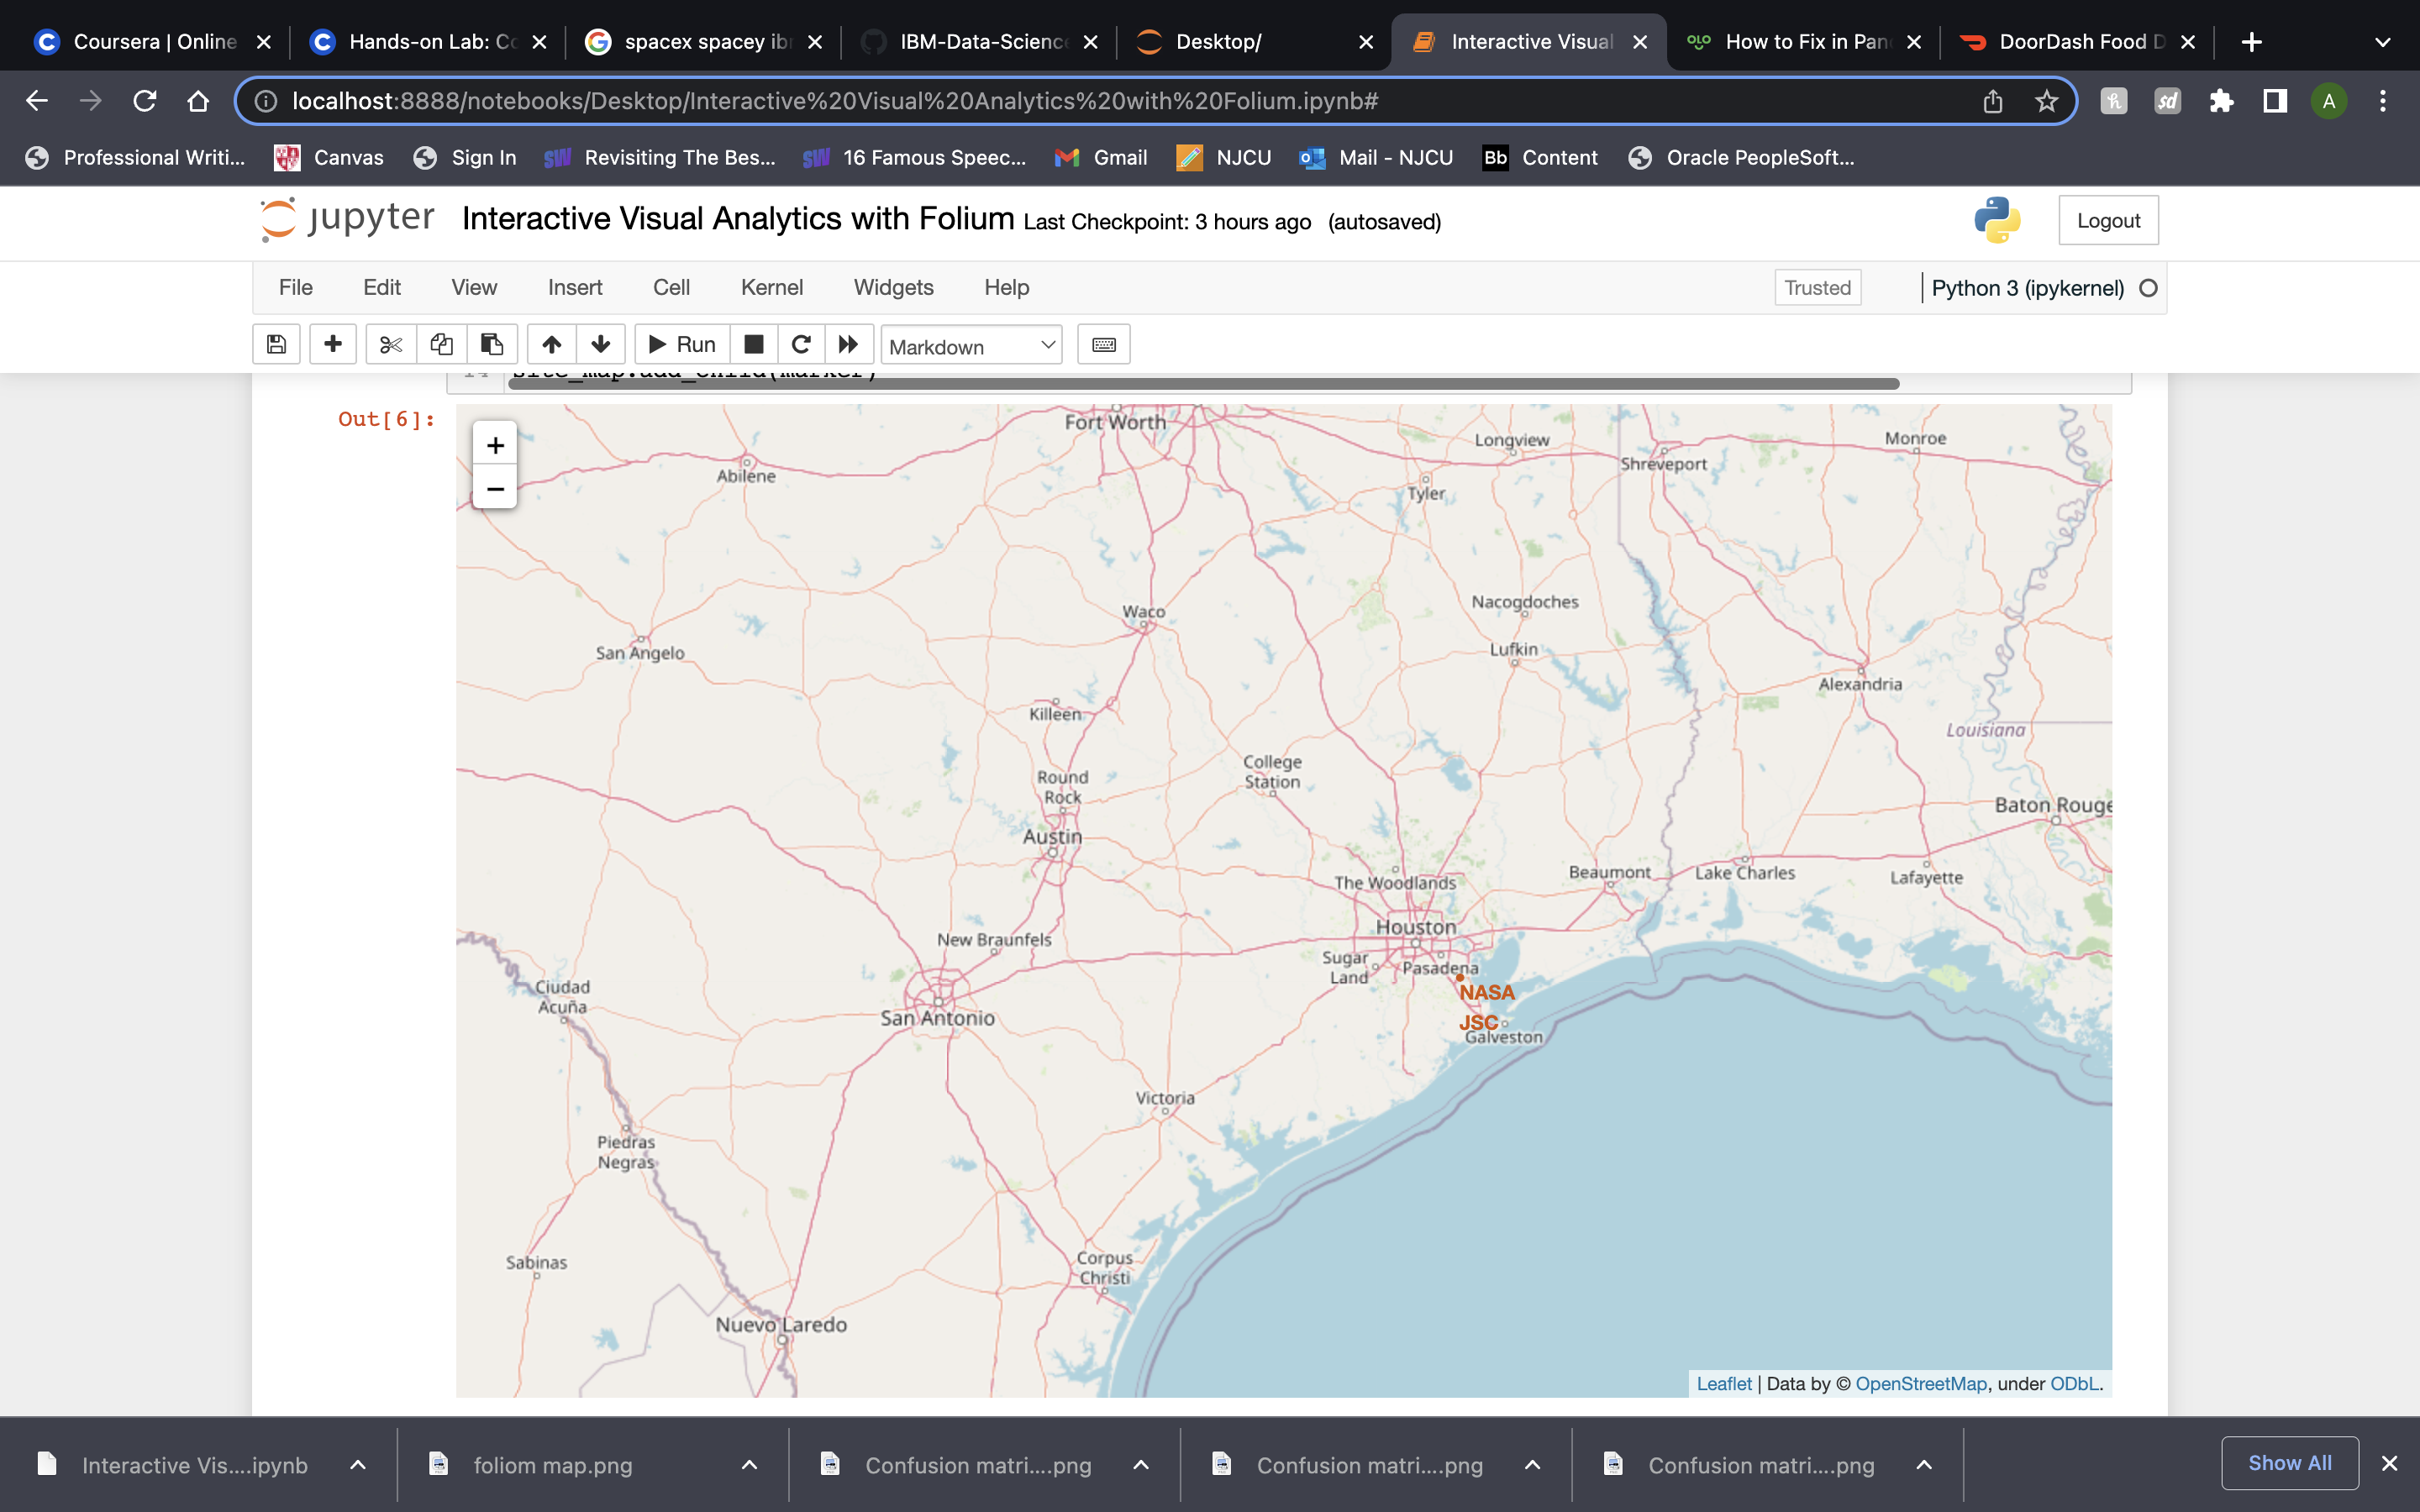 Coursera | Online
Hands-on Lab: Co
spacex spacey ib
IBM-Data-Science
Desktop/
Interactive Visual
How to Fix in Pan
DoorDash Food D
localhost:8888/notebooks/Desktop/Interactive%20Visual%20Analytics%20with%20Folium.ipynb#
A
Professional Writi...
Canvas
Sign In
Revisiting The Bes...
16 Famous Speec...
Gmail
NJCU
Mail - NJCU
Bb Content
Oracle PeopleSoft...
jupyter Interactive Visual Analytics with Folium Last Checkpoint: 3 hours ago (autosaved)
Logout
File Edit View Insert Cell Kernel Widgets Help
Trusted
Python 3 (ipykernel)
Run
Markdown
14 site_map.add_child(marker)
Out[6]:
+
−
Fort Worth
Longview
Monroe
Shreveport
Abilene
Tyler
Waco
Nacogdoches
San Angelo
Lufkin
Alexandria
Killeen
Louisiana
College
Station
Round
Rock
Baton Rouge
Austin
The Woodlands
Beaumont
Lake Charles
Lafayette
Houston
New Braunfels
Sugar
Land
Pasadena
NASA
JSC
Galveston
Ciudad
Acuña
San Antonio
Victoria
Piedras
Negras
Sabinas
Corpus
Christi
Nuevo Laredo
Leaflet | Data by © OpenStreetMap, under ODbL.
Interactive Vis....ipynb
foliom map.png
Confusion matri....png
Confusion matri....png
Confusion matri....png
Show All